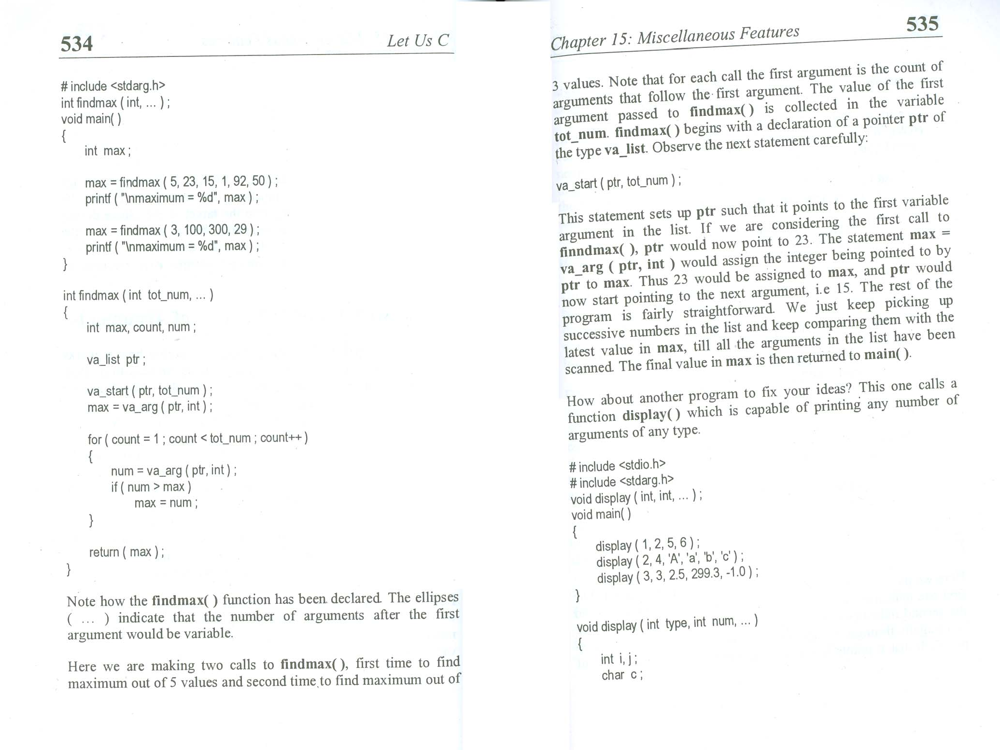 534 Let Us C
# include <stdarg.h>
int findmax ( int, ... ) ;
void main( )
{
int max ;
max = findmax ( 5, 23, 15, 1, 92, 50 ) ;
printf ( "\nmaximum = %d", max ) ;
max = findmax ( 3, 100, 300, 29 ) ;
printf ( "\nmaximum = %d", max ) ;
}
int findmax ( int tot_num, ... )
{
int max, count, num ;
va_list ptr ;
va_start ( ptr, tot_num ) ;
max = va_arg ( ptr, int ) ;
for ( count = 1 ; count < tot_num ; count++ )
{
num = va_arg ( ptr, int ) ;
if ( num > max )
max = num ;
}
return ( max ) ;
}
Note how the findmax( ) function has been declared. The ellipses
( ... ) indicate that the number of arguments after the first
argument would be variable.
Here we are making two calls to findmax( ), first time to find
maximum out of 5 values and second time to find maximum out of
Chapter 15: Miscellaneous Features 535
3 values. Note that for each call the first argument is the count of
arguments that follow the first argument. The value of the first
argument passed to findmax( ) is collected in the variable
tot_num. findmax( ) begins with a declaration of a pointer ptr of
the type va_list. Observe the next statement carefully:
va_start ( ptr, tot_num ) ;
This statement sets up ptr such that it points to the first variable
argument in the list. If we are considering the first call to
finndmax( ), ptr would now point to 23. The statement max =
va_arg ( ptr, int ) would assign the integer being pointed to by
ptr to max. Thus 23 would be assigned to max, and ptr would
now start pointing to the next argument, i.e 15. The rest of the
program is fairly straightforward. We just keep picking up
successive numbers in the list and keep comparing them with the
latest value in max, till all the arguments in the list have been
scanned. The final value in max is then returned to main( ).
How about another program to fix your ideas? This one calls a
function display( ) which is capable of printing any number of
arguments of any type.
# include <stdio.h>
# include <stdarg.h>
void display ( int, int, ... ) ;
void main( )
{
display ( 1, 2, 5, 6 ) ;
display ( 2, 4, 'A', 'a', 'b', 'c' ) ;
display ( 3, 3, 2.5, 299.3, -1.0 ) ;
}
void display ( int type, int num, ... )
{
int i, j ;
char c ;